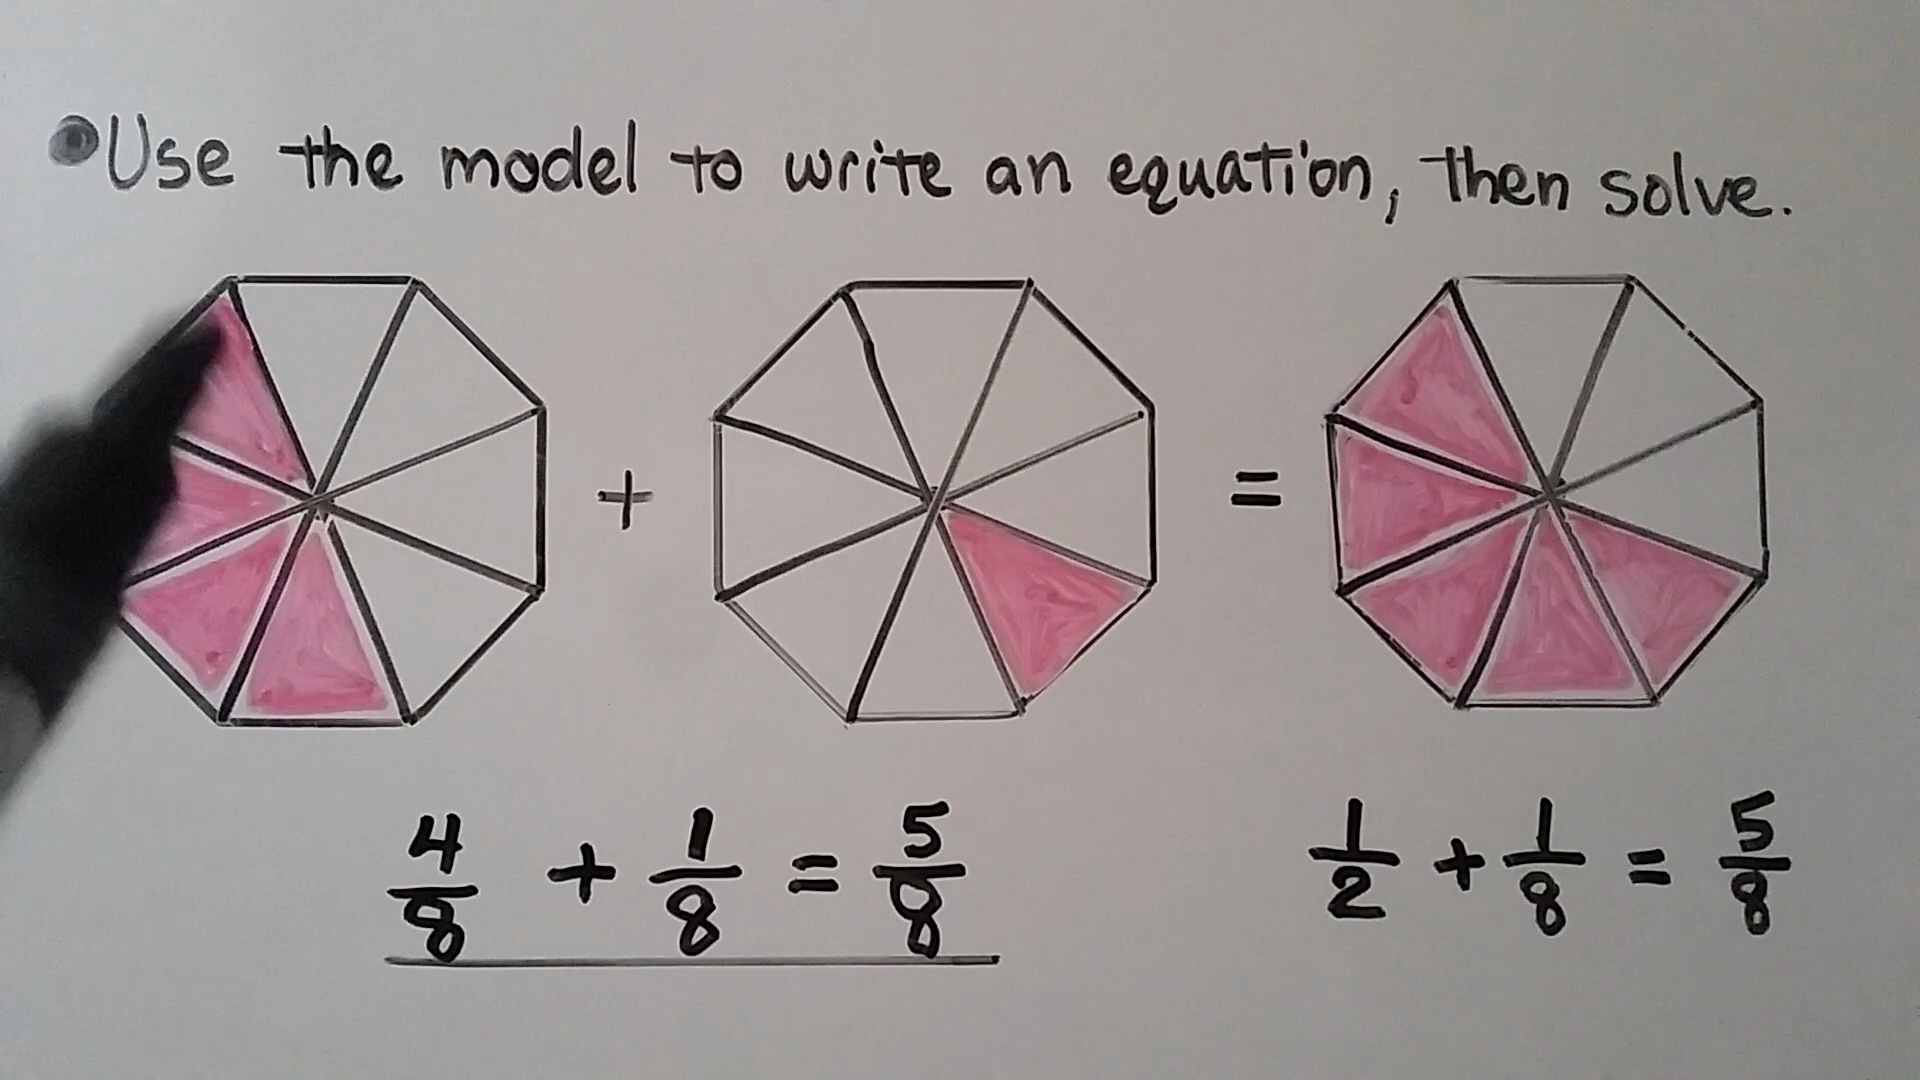 Use the model to write an equation, then solve.
+ =
4/8 + 1/8 = 5/8
1/2 + 1/8 = 5/8